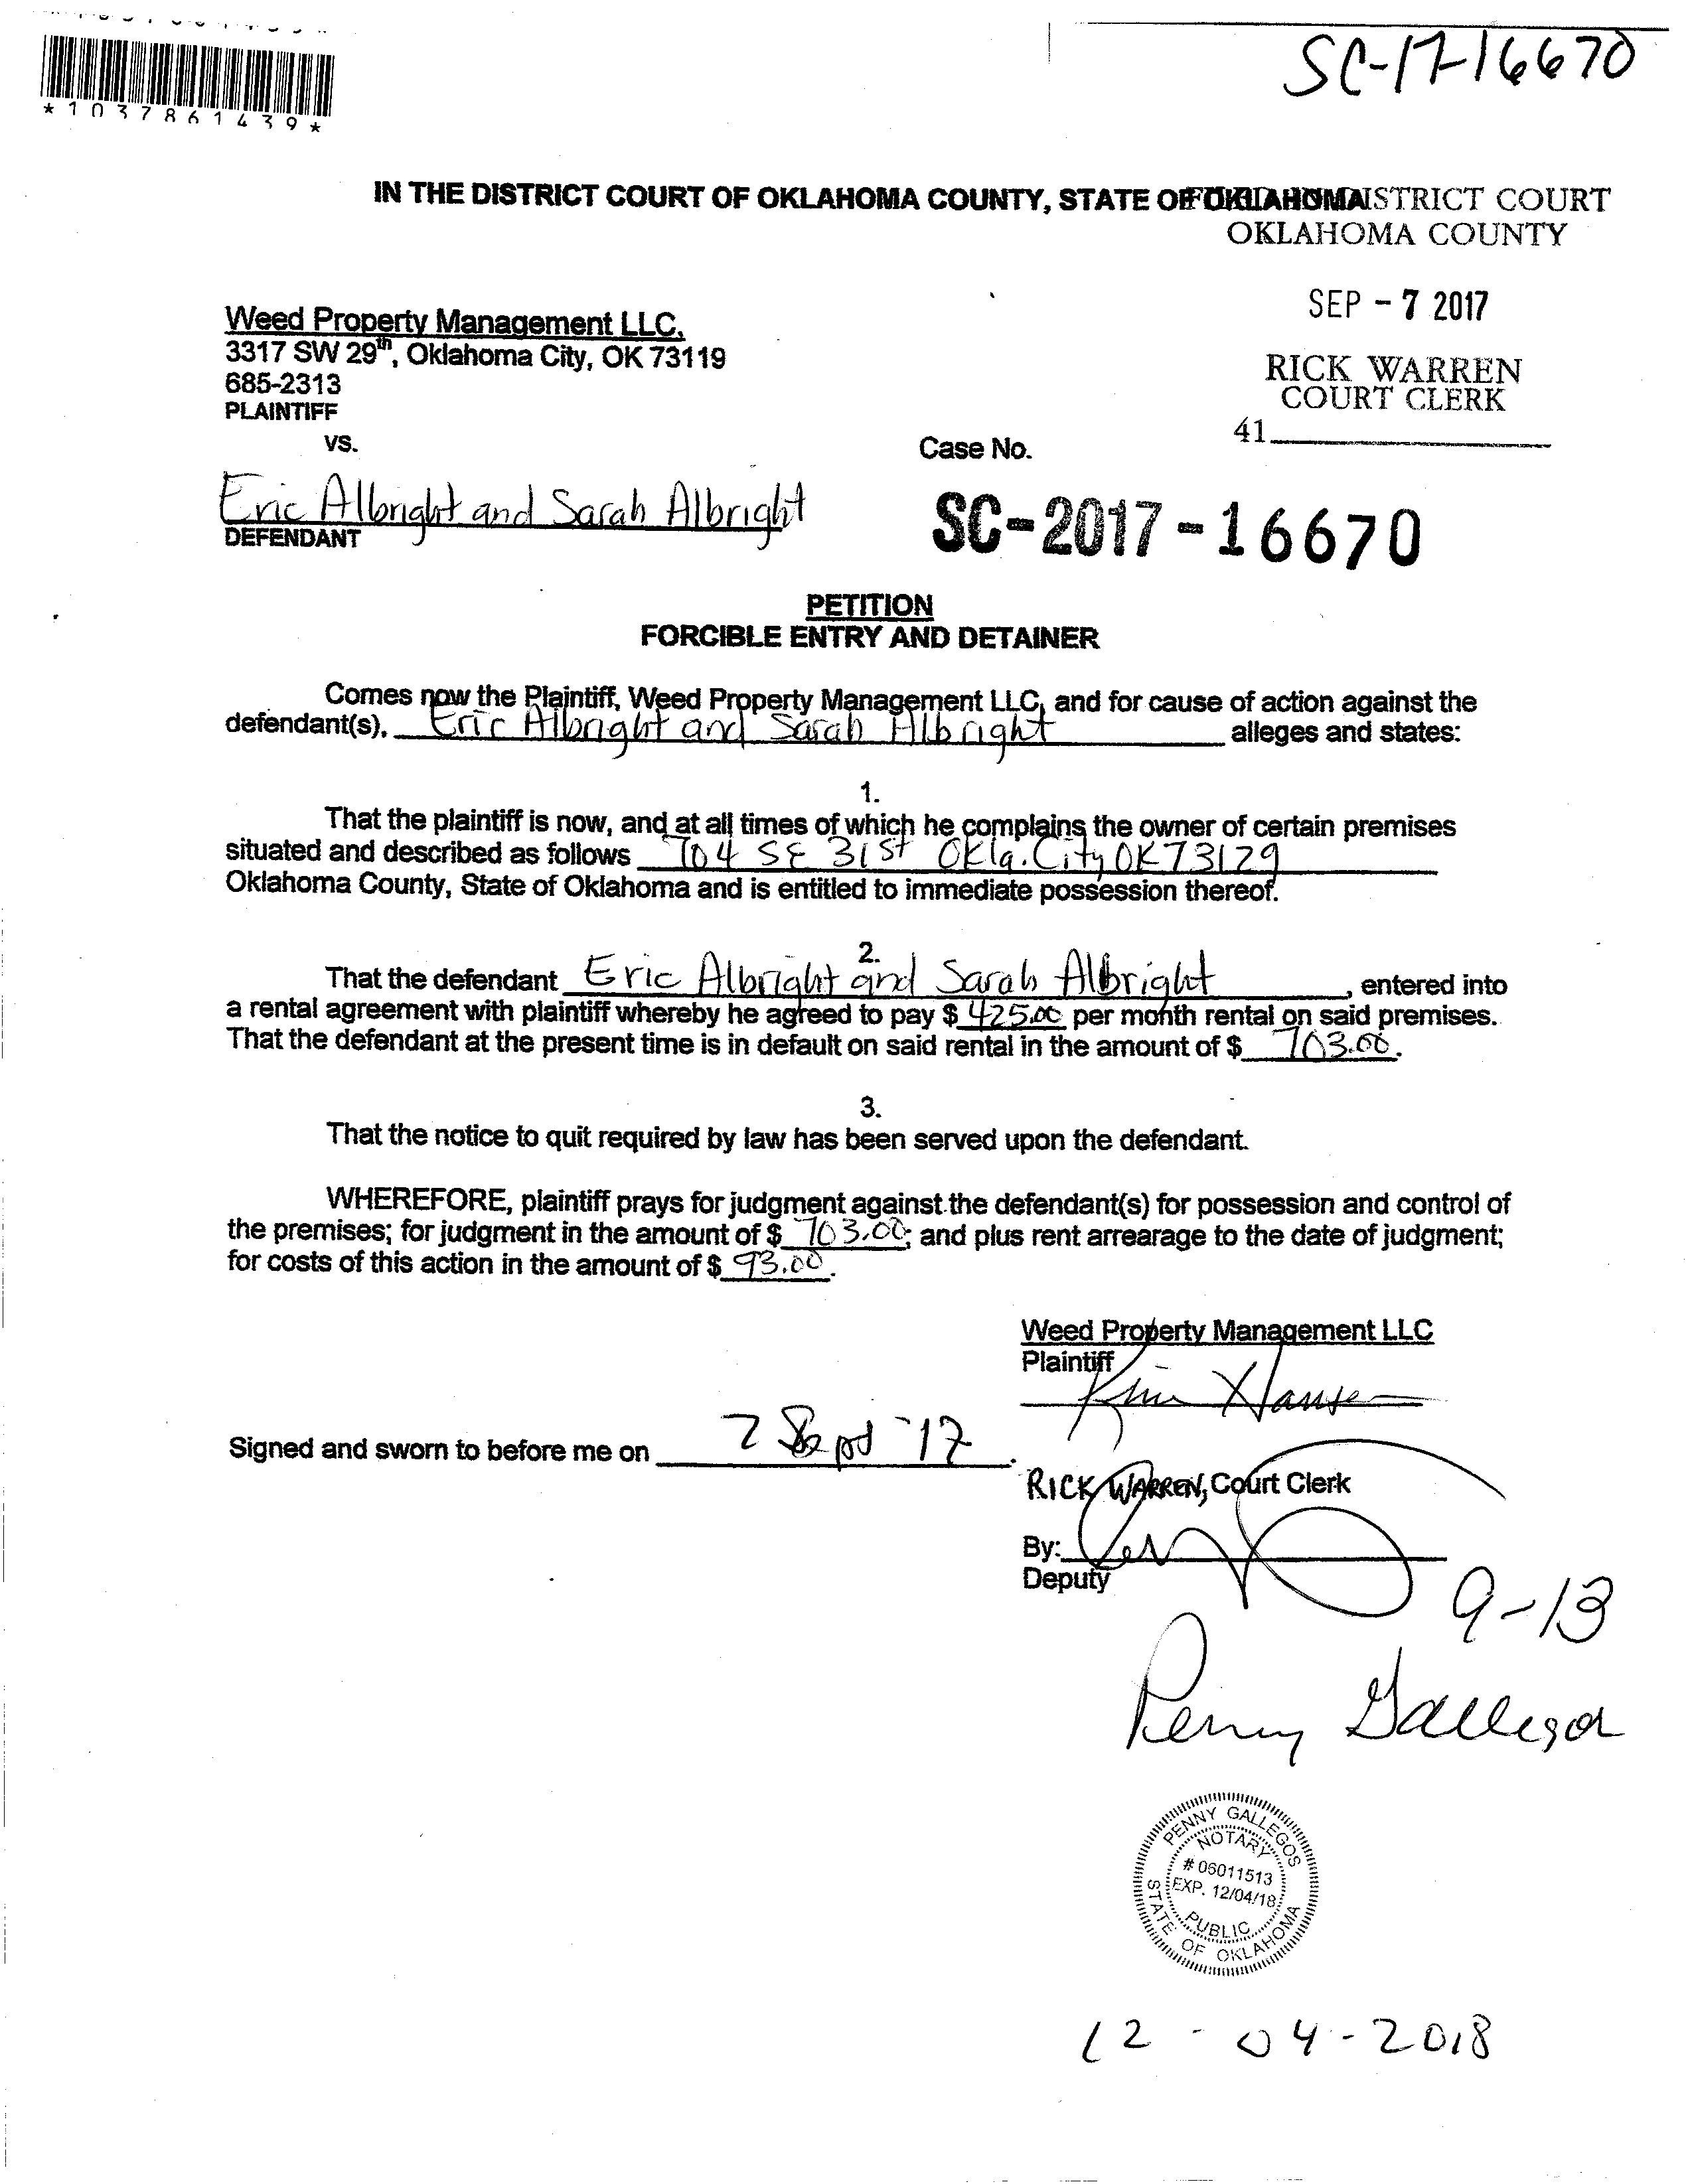 SC-17-16670
*1037861439*
IN THE DISTRICT COURT OF OKLAHOMA COUNTY, STATE OF OKLAHOMA
DISTRICT COURT
OKLAHOMA COUNTY
SEP - 7 2017
RICK WARREN
COURT CLERK
41
Weed Property Management LLC.
3317 SW 29th, Oklahoma City, OK 73119
685-2313
PLAINTIFF
vs.
Case No.
Eric Albright and Sarah Albright
DEFENDANT
SC-2017-16670
PETITION
FORCIBLE ENTRY AND DETAINER
Comes now the Plaintiff, Weed Property Management LLC, and for cause of action against the
defendant(s), Eric Albright and Sarah Albright alleges and states:
1.
That the plaintiff is now, and at all times of which he complains the owner of certain premises
situated and described as follows 704 SE 31st Okla. City OK 73129
Oklahoma County, State of Oklahoma and is entitled to immediate possession thereof.
2.
That the defendant Eric Albright and Sarah Albright, entered into
a rental agreement with plaintiff whereby he agreed to pay $ 425.00 per month rental on said premises.
That the defendant at the present time is in default on said rental in the amount of $ 703.00.
3.
That the notice to quit required by law has been served upon the defendant.
WHEREFORE, plaintiff prays for judgment against the defendant(s) for possession and control of
the premises; for judgment in the amount of $ 703.00; and plus rent arrearage to the date of judgment;
for costs of this action in the amount of $ 93.00.
Weed Property Management LLC
Plaintiff
Kim Hansen
Signed and sworn to before me on 7 Sept '17.
RICK WARREN, Court Clerk
By:
Deputy
9-13
Penny Gallegos
PENNY GALLEGOS
NOTARY
# 06011513
EXP. 12/04/18
PUBLIC
STATE OF OKLAHOMA
12-04-2018